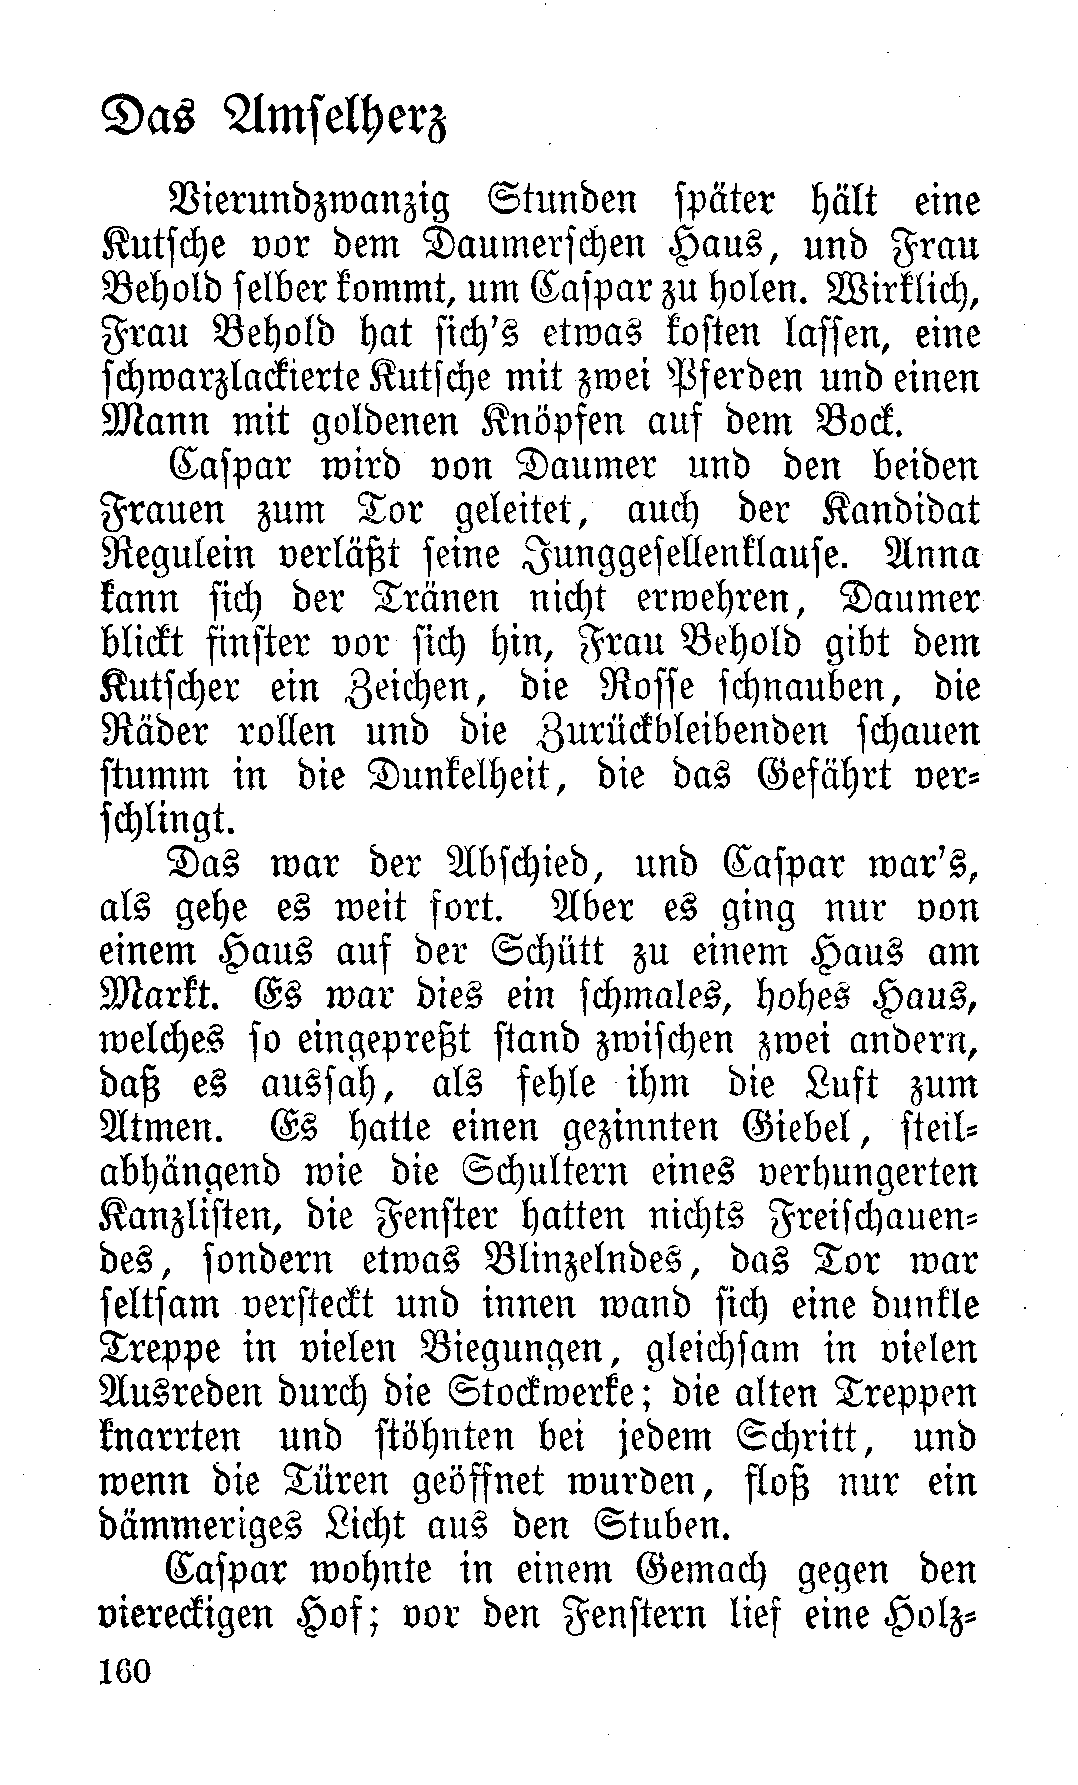 Das Amselherz
Vierundzwanzig Stunden später hält eine
Kutsche vor dem Daumerschen Haus, und Frau
Behold selber kommt, um Caspar zu holen. Wirklich,
Frau Behold hat sich's etwas kosten lassen, eine
schwarzlackierte Kutsche mit zwei Pferden und einen
Mann mit goldenen Knöpfen auf dem Bock.
Caspar wird von Daumer und den beiden
Frauen zum Tor geleitet, auch der Kandidat
Regulein verläßt seine Junggesellenklause. Anna
kann sich der Tränen nicht erwehren, Daumer
blickt finster vor sich hin, Frau Behold gibt dem
Kutscher ein Zeichen, die Rosse schnauben, die
Räder rollen und die Zurückbleibenden schauen
stumm in die Dunkelheit, die das Gefährt ver-
schlingt.
Das war der Abschied, und Caspar war's,
als gehe es weit fort. Aber es ging nur von
einem Haus auf der Schütt zu einem Haus am
Markt. Es war dies ein schmales, hohes Haus,
welches so eingepreßt stand zwischen zwei andern,
daß es aussah, als fehle ihm die Luft zum
Atmen. Es hatte einen gezinnten Giebel, steil-
abhängend wie die Schultern eines verhungerten
Kanzlisten, die Fenster hatten nichts Freischauen-
des, sondern etwas Blinzelndes, das Tor war
seltsam versteckt und innen wand sich eine dunkle
Treppe in vielen Biegungen, gleichsam in vielen
Ausreden durch die Stockwerke; die alten Treppen
knarrten und stöhnten bei jedem Schritt, und
wenn die Türen geöffnet wurden, floß nur ein
dämmeriges Licht aus den Stuben.
Caspar wohnte in einem Gemach gegen den
viereckigen Hof; vor den Fenstern lief eine Holz-
160